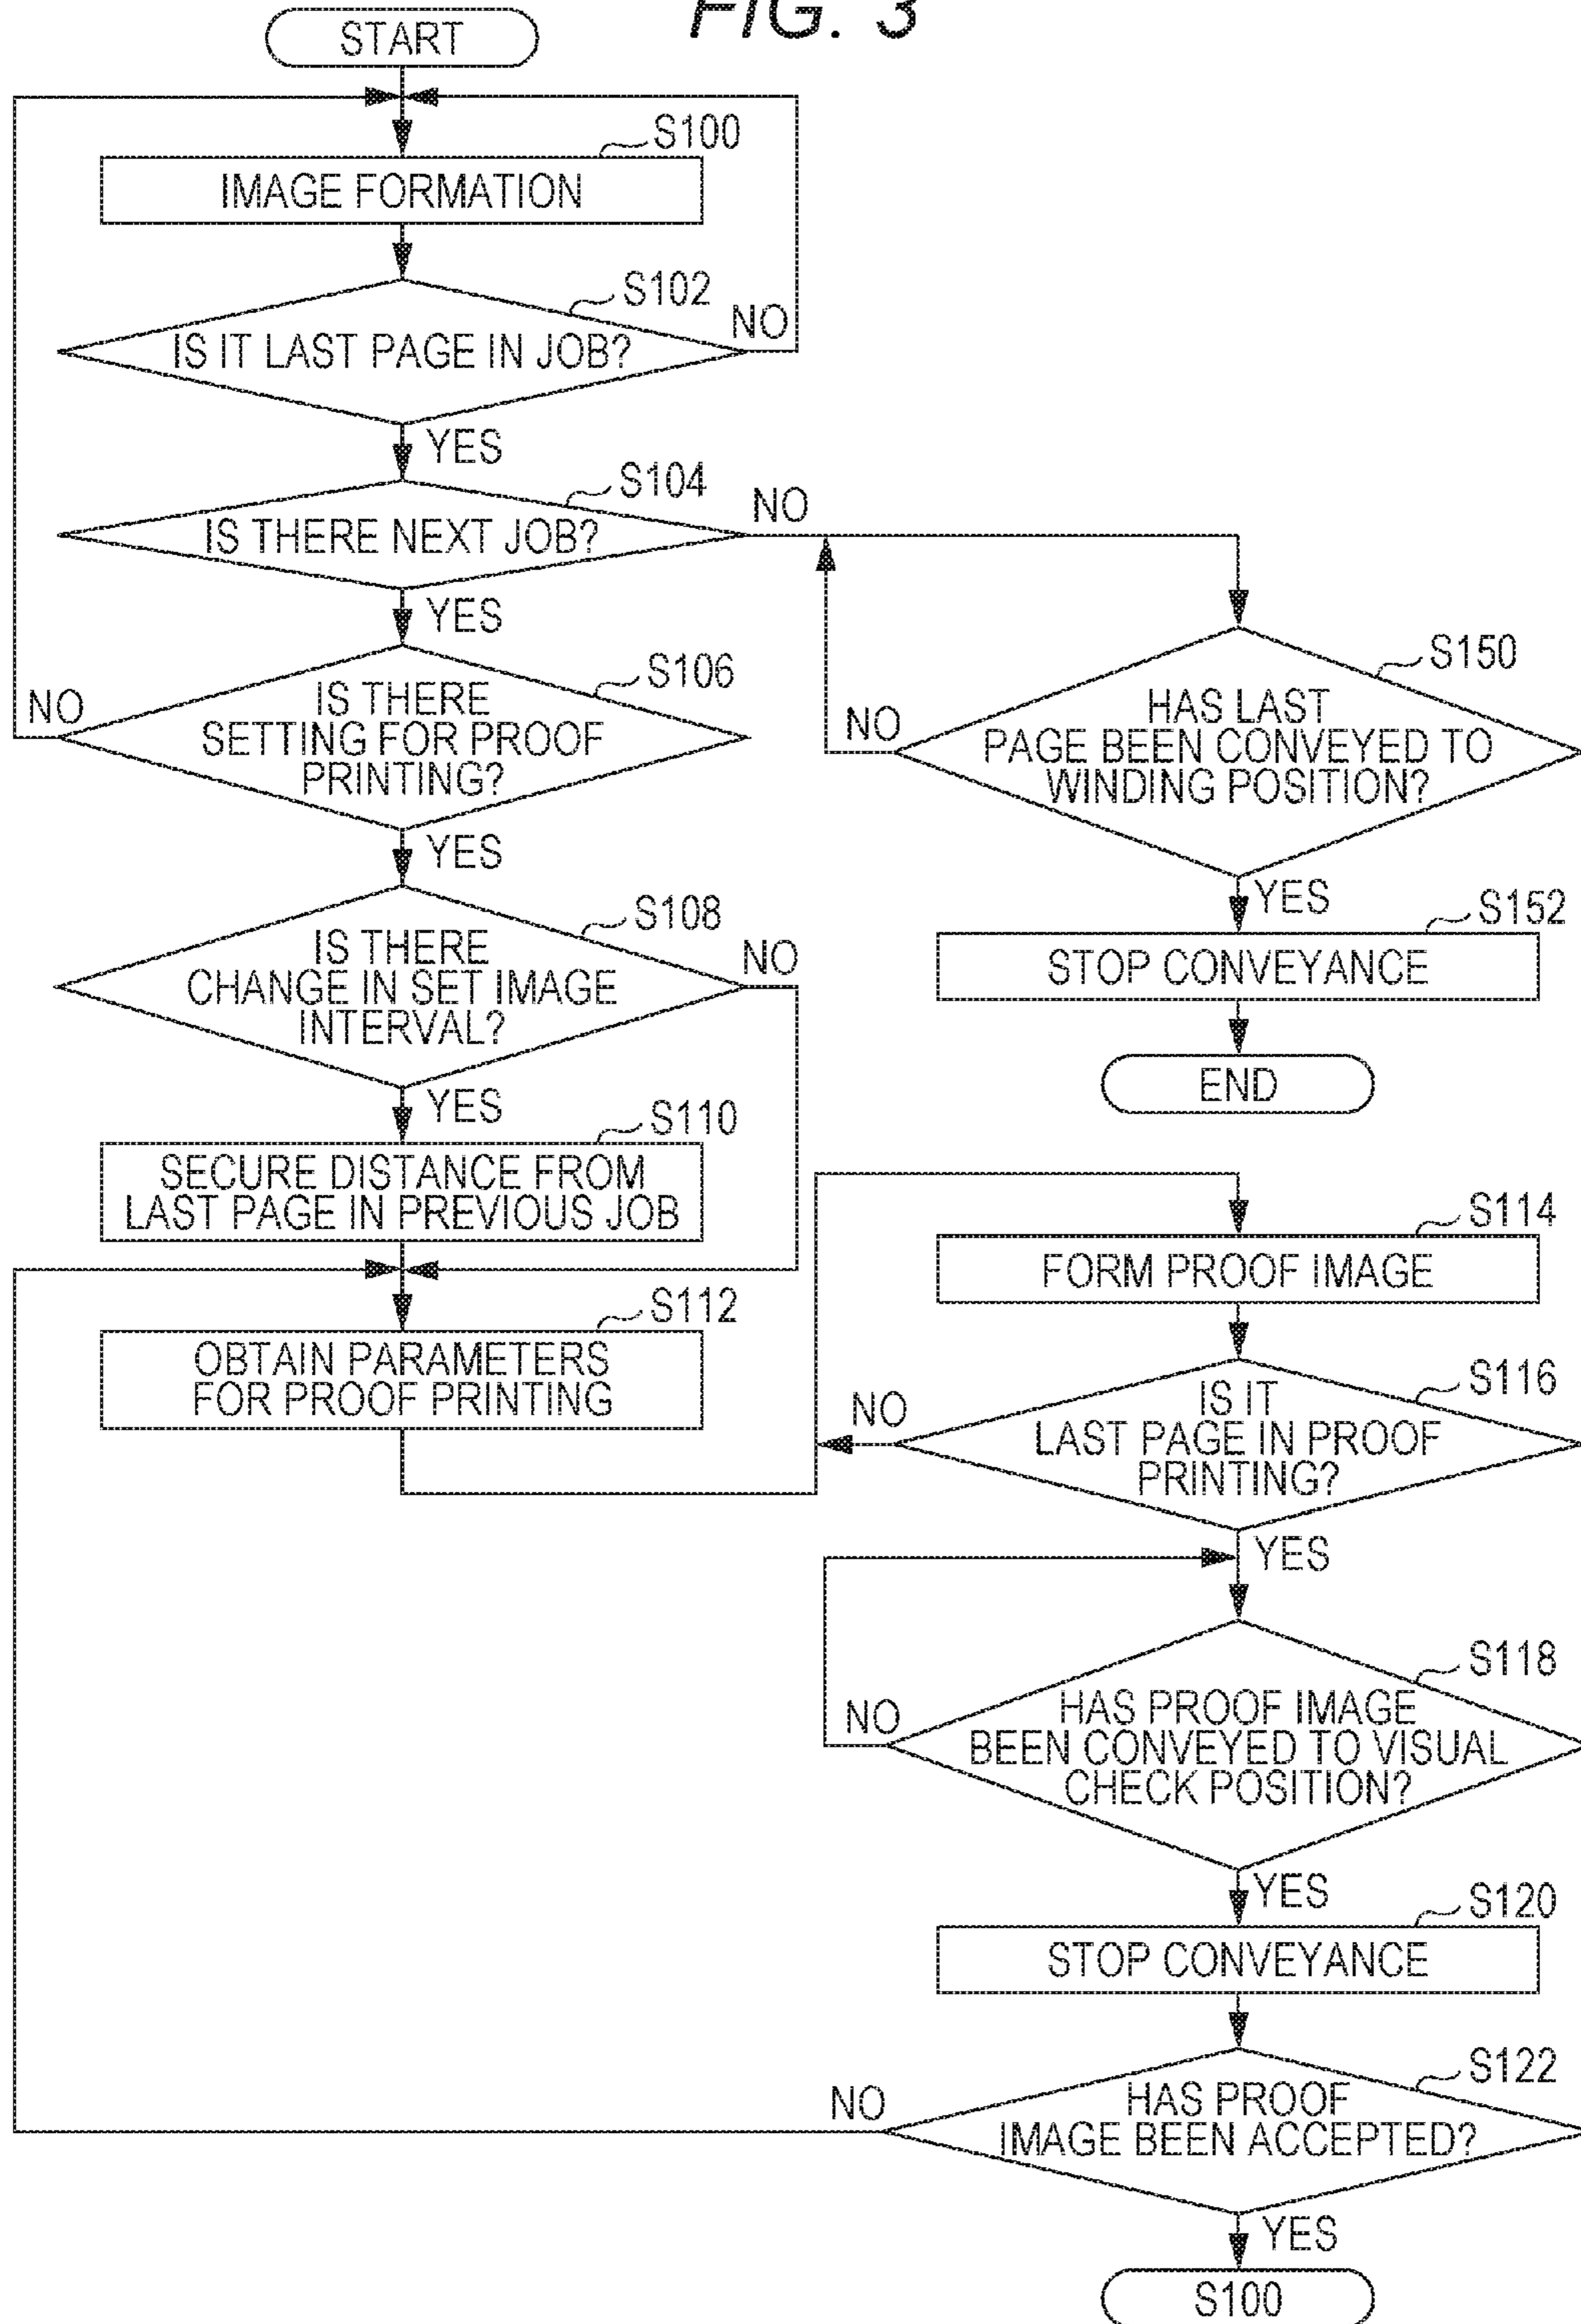 FIG. 3
START
S100
IMAGE FORMATION
S102
IS IT LAST PAGE IN JOB?
NO
YES
S104
IS THERE NEXT JOB?
NO
YES
S106
IS THERE
SETTING FOR PROOF
PRINTING?
NO
YES
S108
IS THERE
CHANGE IN SET IMAGE
INTERVAL?
NO
YES
S110
SECURE DISTANCE FROM
LAST PAGE IN PREVIOUS JOB
S112
OBTAIN PARAMETERS
FOR PROOF PRINTING
S150
HAS LAST
PAGE BEEN CONVEYED TO
WINDING POSITION?
NO
YES
S152
STOP CONVEYANCE
END
S114
FORM PROOF IMAGE
S116
IS IT
LAST PAGE IN PROOF
PRINTING?
NO
YES
S118
HAS PROOF IMAGE
BEEN CONVEYED TO VISUAL
CHECK POSITION?
NO
YES
S120
STOP CONVEYANCE
S122
HAS PROOF
IMAGE BEEN ACCEPTED?
NO
YES
S100